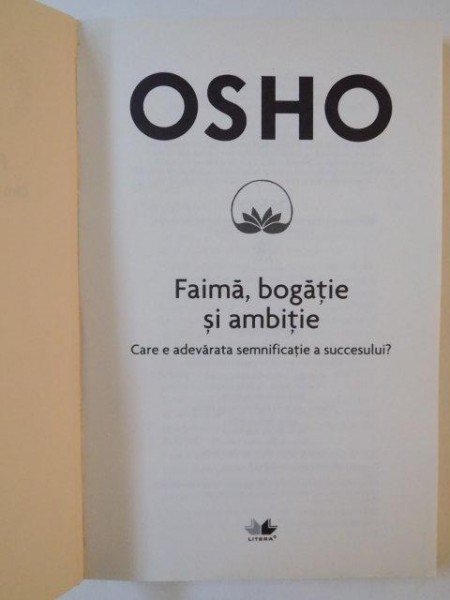 OSHO
Faimă, bogăție
și ambiție
Care e adevărata semnificație a succesului?
LITERA®